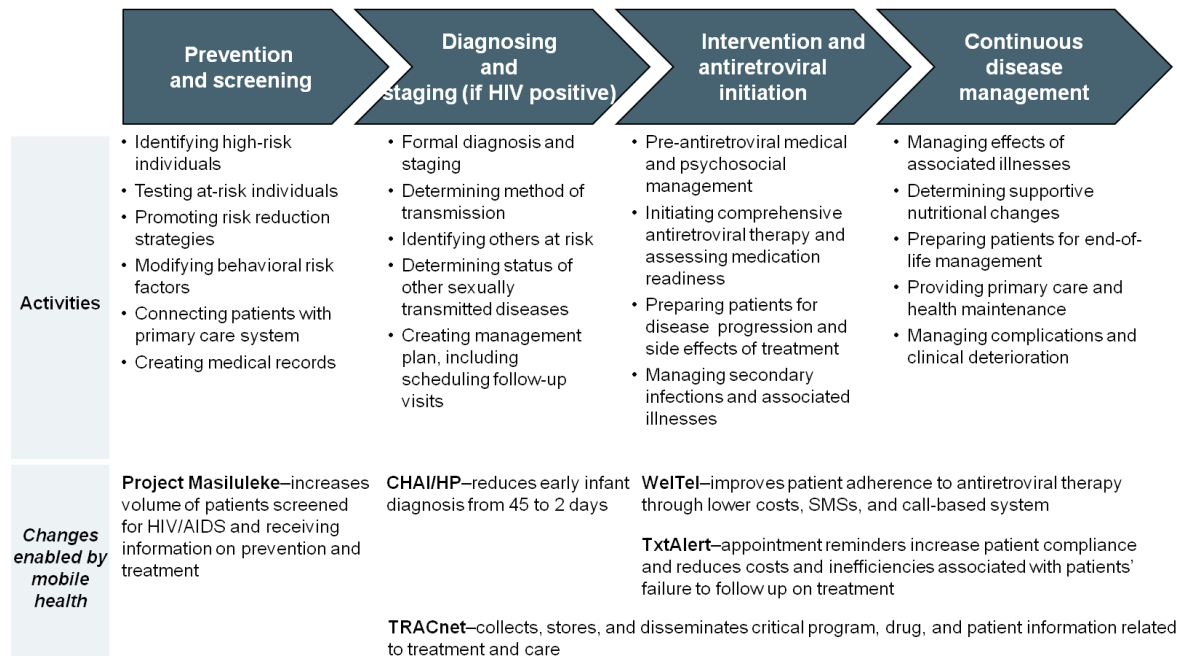 Prevention
and screening
Diagnosing
and
staging (if HIV positive)
Intervention and
antiretroviral
initiation
Continuous
disease
management
Activities
• Identifying high-risk
individuals
• Testing at-risk individuals
• Promoting risk reduction
strategies
• Modifying behavioral risk
factors
• Connecting patients with
primary care system
• Creating medical records
• Formal diagnosis and
staging
• Determining method of
transmission
• Identifying others at risk
• Determining status of
other sexually
transmitted diseases
• Creating management
plan, including
scheduling follow-up
visits
• Pre-antiretroviral medical
and psychosocial
management
• Initiating comprehensive
antiretroviral therapy and
assessing medication
readiness
• Preparing patients for
disease progression and
side effects of treatment
• Managing secondary
infections and associated
illnesses
• Managing effects of
associated illnesses
• Determining supportive
nutritional changes
• Preparing patients for end-of-
life management
• Providing primary care and
health maintenance
• Managing complications and
clinical deterioration
Changes
enabled by
mobile
health
Project Masiluleke–increases
volume of patients screened
for HIV/AIDS and receiving
information on prevention and
treatment
CHAI/HP–reduces early infant
diagnosis from 45 to 2 days
WelTel–improves patient adherence to antiretroviral therapy
through lower costs, SMSs, and call-based system
TxtAlert–appointment reminders increase patient compliance
and reduces costs and inefficiencies associated with patients'
failure to follow up on treatment
TRACnet–collects, stores, and disseminates critical program, drug, and patient information related
to treatment and care